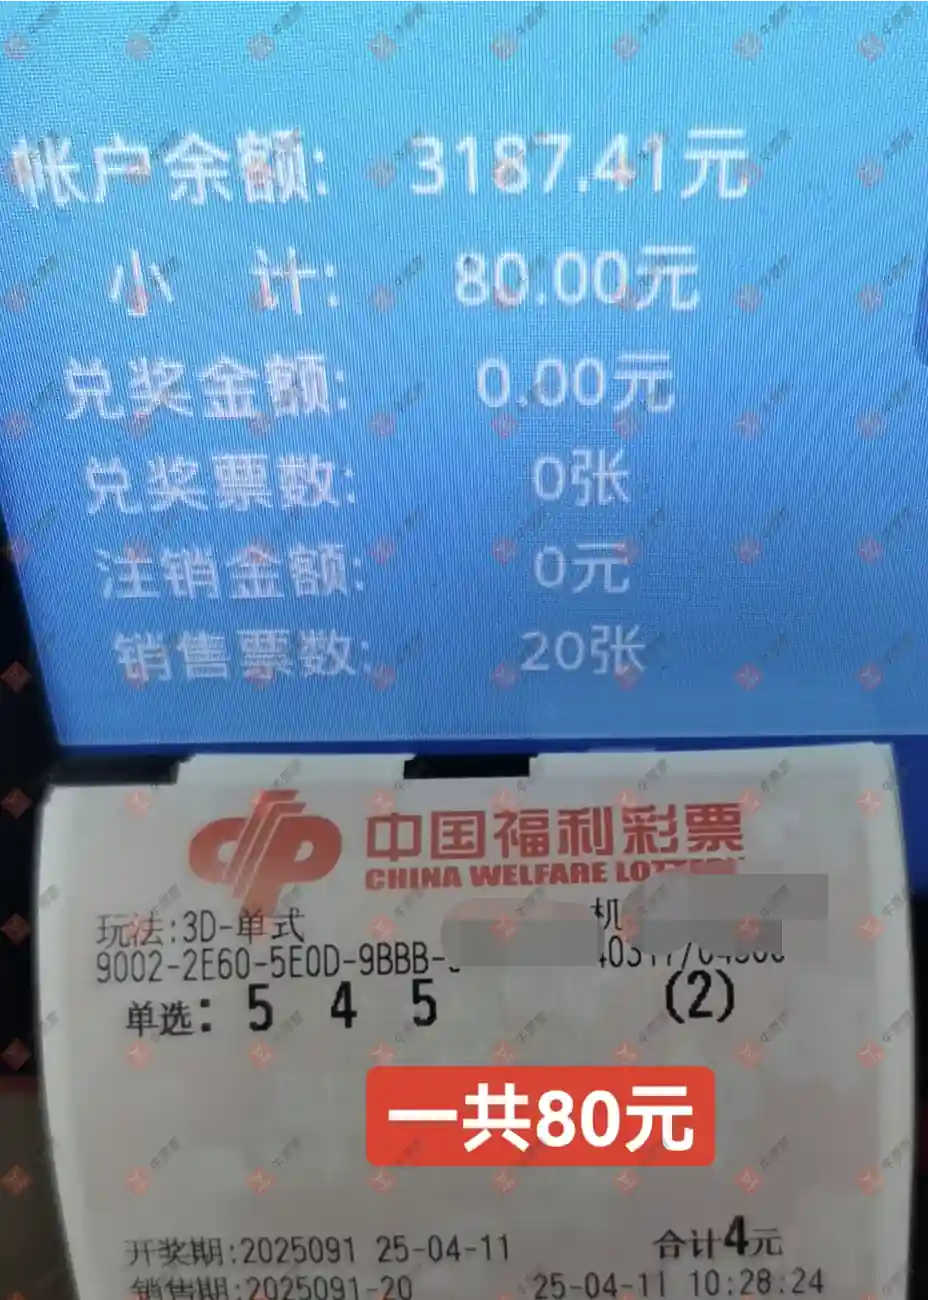 帐户余额: 3187.41元
小 计: 80.00元
兑奖金额: 0.00元
兑奖票数: 0张
注销金额: 0元
销售票数: 20张
中国福利彩票
CHINA WELFARE LOTTERY
玩法:3D-单式 机
9002-2E60-5E0D-9BBB-
单选: 5 4 5 (2)
一共80元
开奖期:2025091 25-04-11 合计4元
销售期:2025091-20 25-04-11 10:28:24